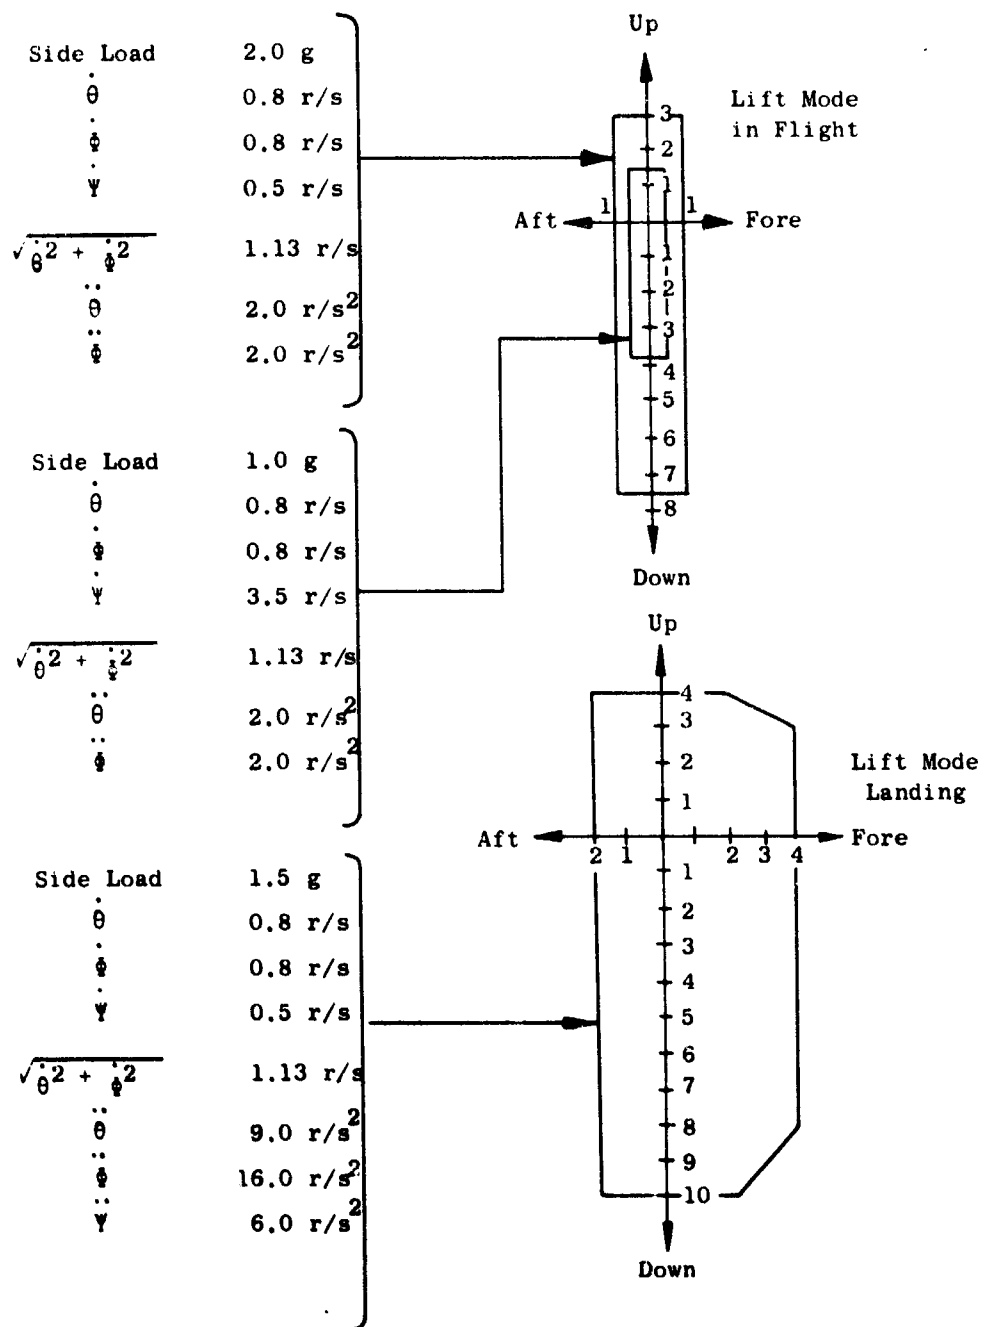 Side Load 2.0 g
θ̇ 0.8 r/s
Φ̇ 0.8 r/s
Ψ̇ 0.5 r/s
√θ̇² + Φ̇² 1.13 r/s
θ̈ 2.0 r/s²
Φ̈ 2.0 r/s²
Up
Lift Mode
in Flight
3
2
1
1
Aft
1
Fore
1
2
3
4
5
6
7
8
Down
Side Load 1.0 g
θ̇ 0.8 r/s
Φ̇ 0.8 r/s
Ψ̇ 3.5 r/s
√θ̇² + Φ̇² 1.13 r/s
θ̈ 2.0 r/s²
Φ̈ 2.0 r/s²
Up
4
3
2
1
Lift Mode
Landing
Aft
Fore
2 1 2 3 4
1
2
3
4
5
6
7
8
9
10
Down
Side Load 1.5 g
θ̇ 0.8 r/s
Φ̇ 0.8 r/s
Ψ̇ 0.5 r/s
√θ̇² + Φ̇² 1.13 r/s
θ̈ 9.0 r/s²
Φ̈ 16.0 r/s²
Ψ̈ 6.0 r/s²